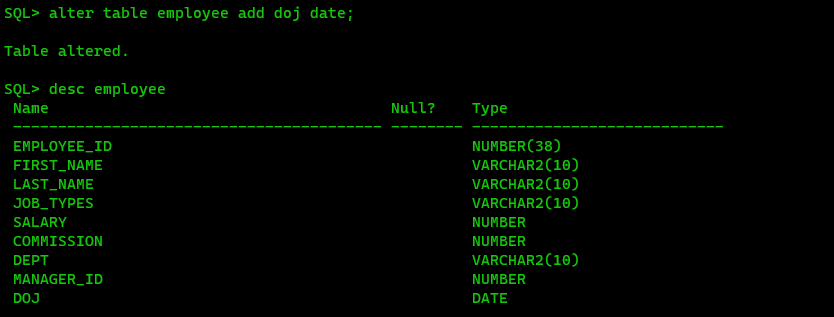 SQL> alter table employee add doj date;
Table altered.
SQL> desc employee
Name Null? Type
----------------------------------------- -------- ----------------------------
EMPLOYEE_ID NUMBER(38)
FIRST_NAME VARCHAR2(10)
LAST_NAME VARCHAR2(10)
JOB_TYPES VARCHAR2(10)
SALARY NUMBER
COMMISSION NUMBER
DEPT VARCHAR2(10)
MANAGER_ID NUMBER
DOJ DATE